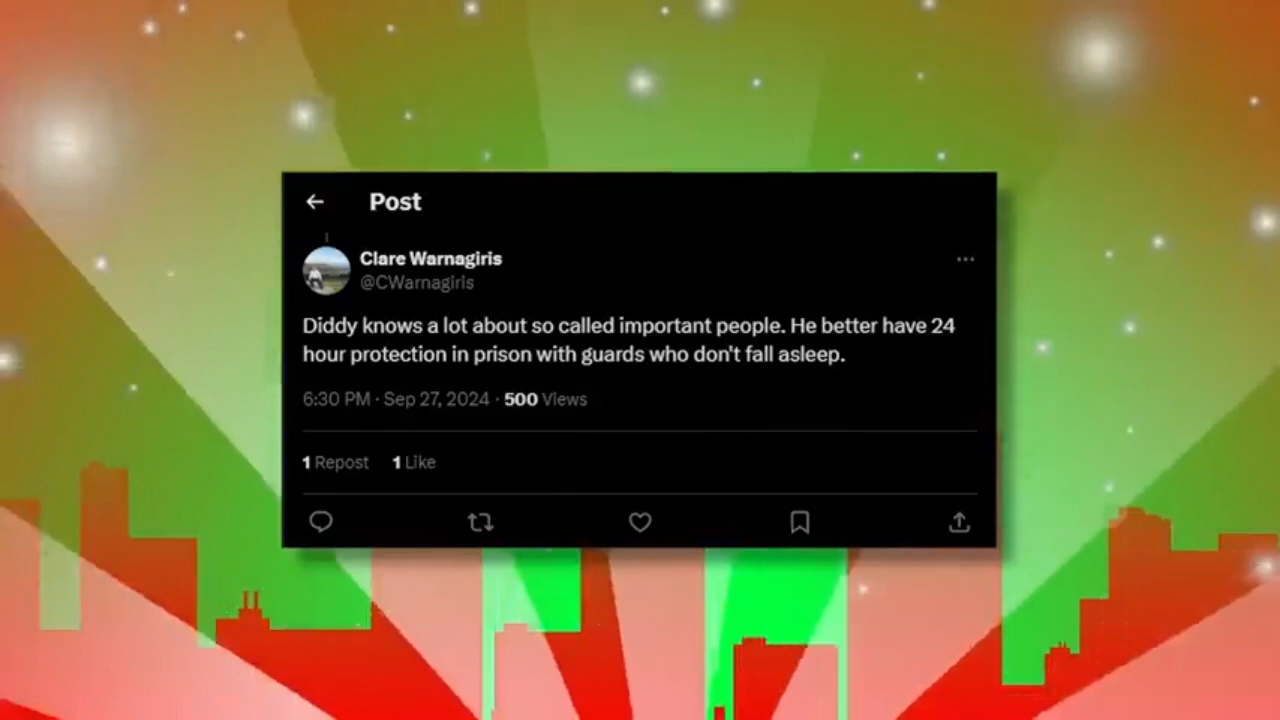 Post
Clare Warnagiris
@CWarnagiris
Diddy knows a lot about so called important people. He better have 24
hour protection in prison with guards who don't fall asleep.
6:30 PM · Sep 27, 2024 · 500 Views
1 Repost 1 Like